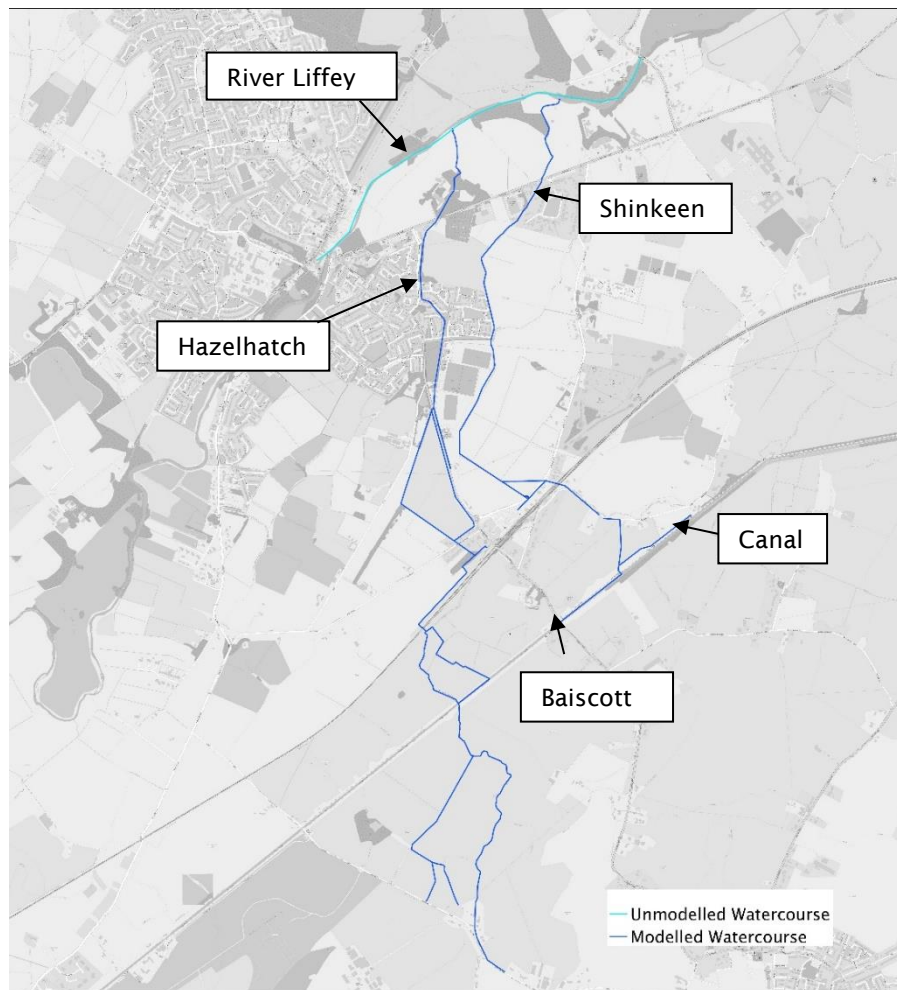 River Liffey
Shinkeen
Hazelhatch
Canal
Baiscott
Unmodelled Watercourse
Modelled Watercourse